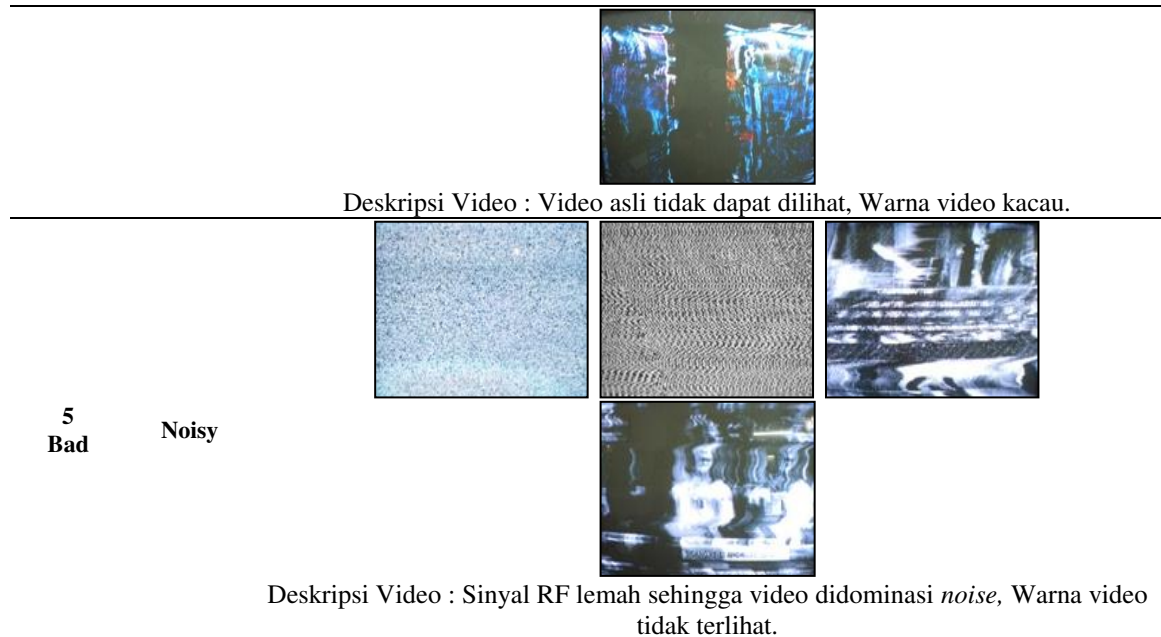 Deskripsi Video : Video asli tidak dapat dilihat, Warna video kacau.
5
Bad
Noisy
Deskripsi Video : Sinyal RF lemah sehingga video didominasi noise, Warna video
tidak terlihat.